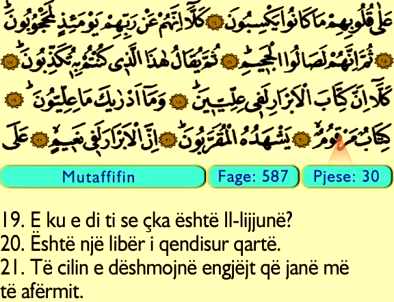 عَلَىٰ قُلُوبِهِمْ مَا كَانُوا يَكْسِبُونَ ۝ كَلَّا إِنَّهُمْ عَنْ رَبِّهِمْ يَوْمَئِذٍ لَمَحْجُوبُونَ
ثُمَّ إِنَّهُمْ لَصَالُوا الْجَحِيمِ ۝ ثُمَّ يُقَالُ هَٰذَا الَّذِي كُنْتُمْ بِهِ تُكَذِّبُونَ ۝
كَلَّا إِنَّ كِتَابَ الْأَبْرَارِ لَفِي عِلِّيِّينَ ۝ وَمَا أَدْرَيكَ مَا عِلِّيُّونَ ۝
كِتَابٌ مَرْقُومٌ ۝ يَشْهَدُهُ الْمُقَرَّبُونَ ۝ إِنَّ الْأَبْرَارَ لَفِي نَعِيمٍ ۝ عَلَى
Mutaffifin Fage: 587 Pjese: 30
19. E ku e di ti se çka është Il-lijjunë?
20. Është një libër i qendisur qartë.
21. Të cilin e dëshmojnë engjëjt që janë më
të afërmit.